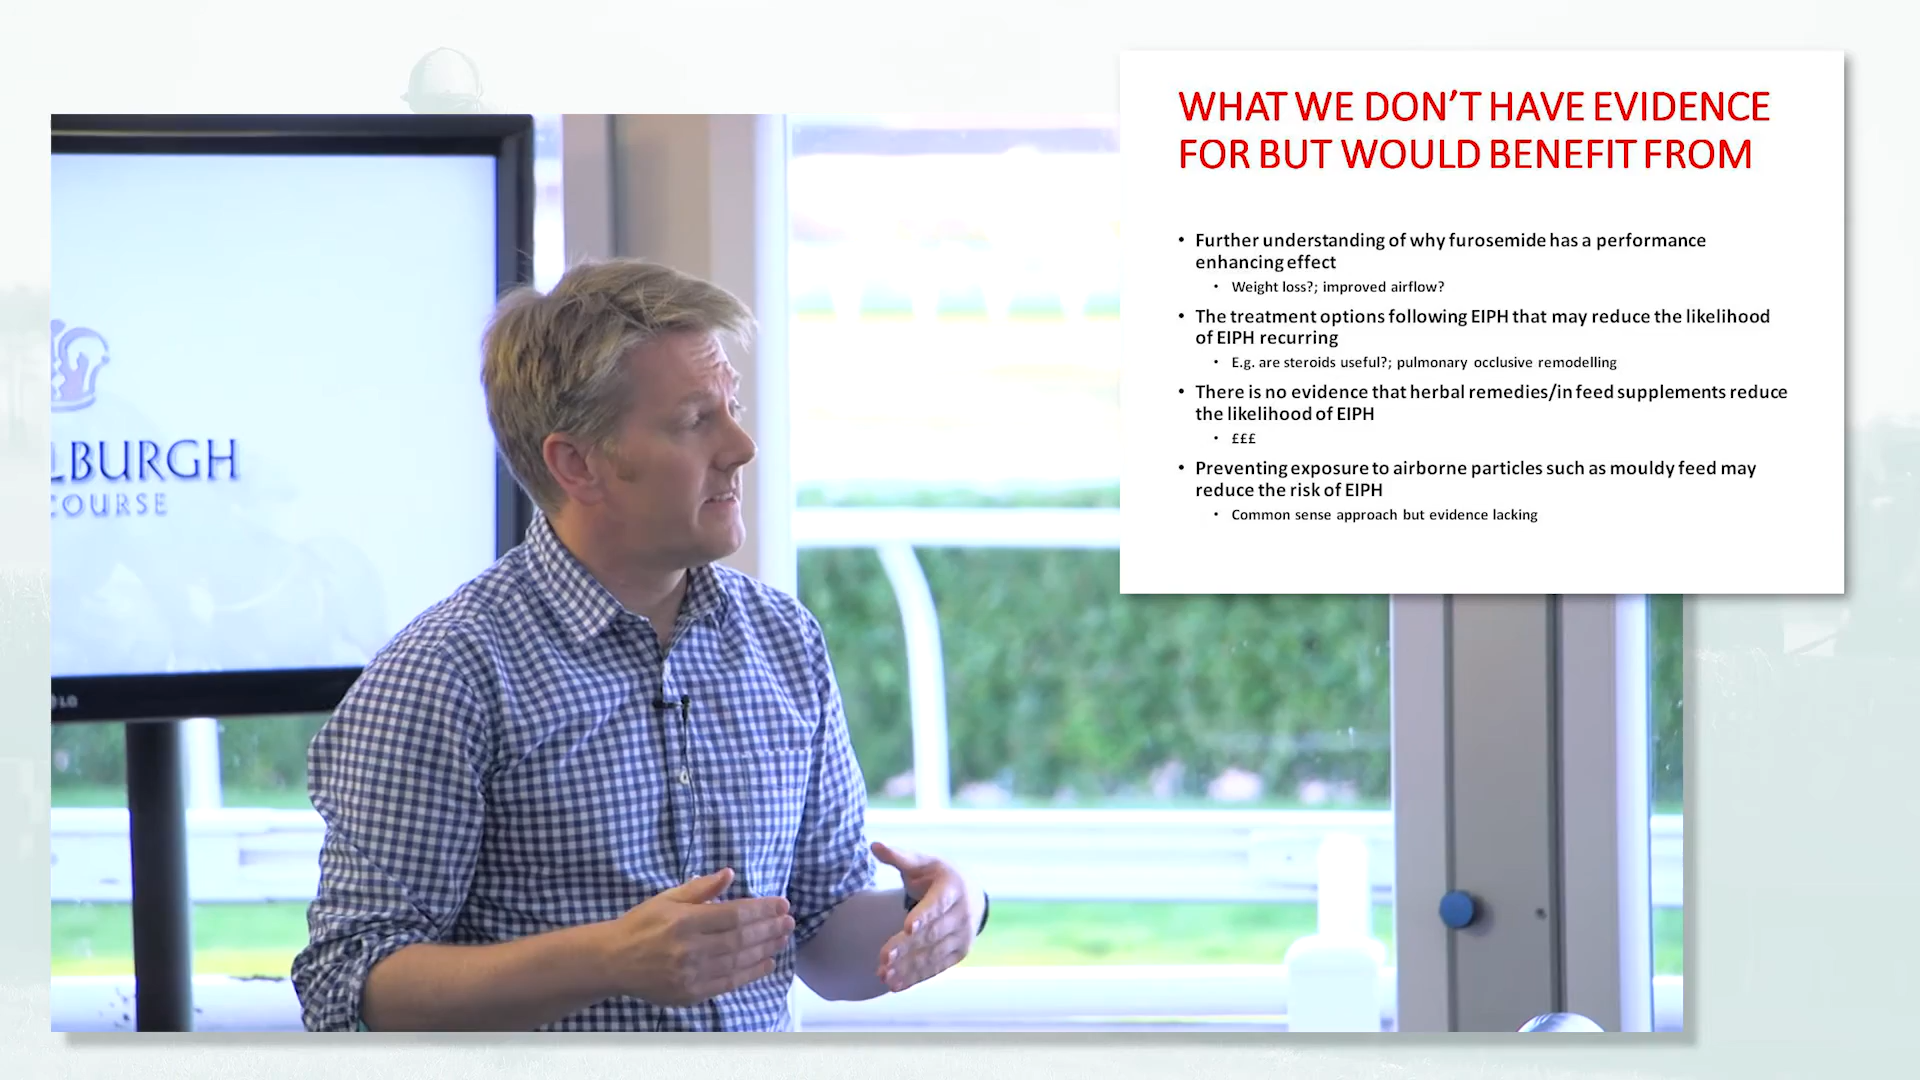 WHAT WE DON'T HAVE EVIDENCE
FOR BUT WOULD BENEFIT FROM
• Further understanding of why furosemide has a performance
enhancing effect
• Weight loss?; improved airflow?
• The treatment options following EIPH that may reduce the likelihood
of EIPH recurring
• E.g. are steroids useful?; pulmonary occlusive remodelling
• There is no evidence that herbal remedies/in feed supplements reduce
the likelihood of EIPH
• £££
• Preventing exposure to airborne particles such as mouldy feed may
reduce the risk of EIPH
• Common sense approach but evidence lacking
LBURGH
COURSE
LG